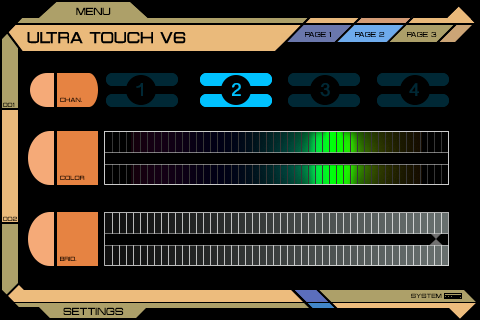 MENU
ULTRA TOUCH V6
PAGE 1
PAGE 2
PAGE 3
CHAN.
1
2
3
4
001
COLOR
002
BRID.
SYSTEM
SETTINGS